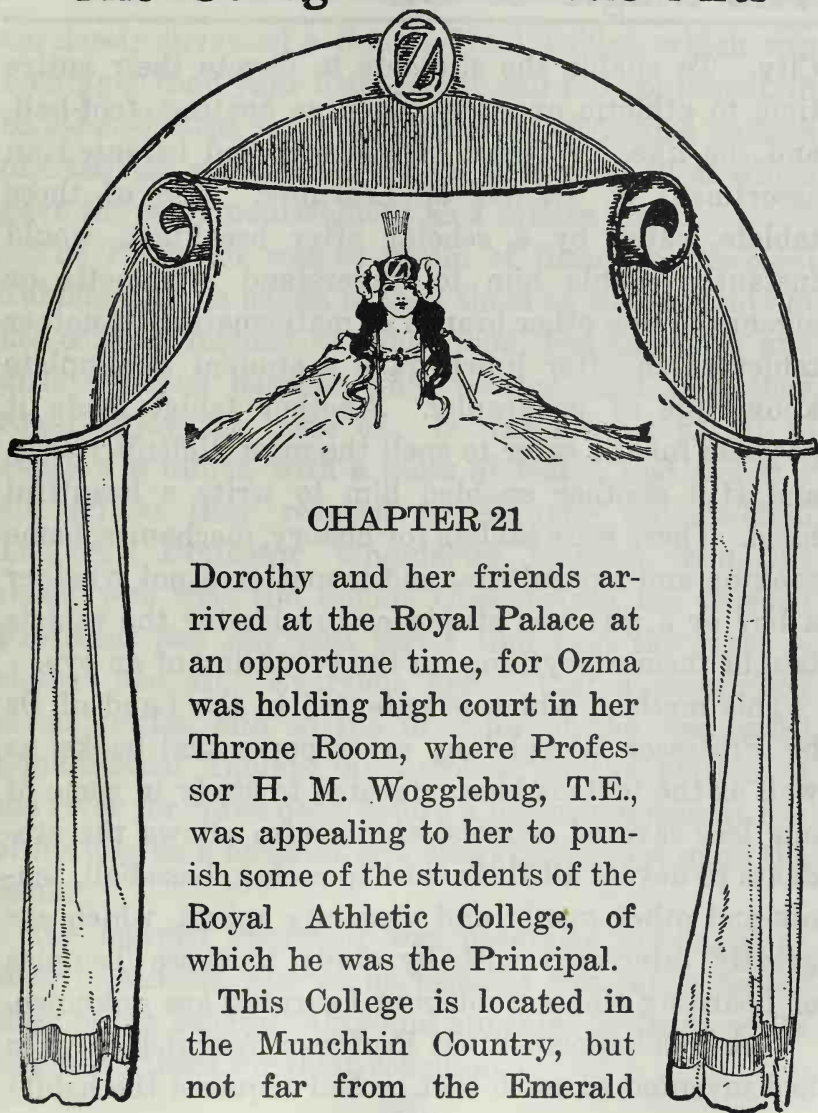 OZ
OZ
CHAPTER 21
Dorothy and her friends ar-
rived at the Royal Palace at
an opportune time, for Ozma
was holding high court in her
Throne Room, where Profes-
sor H. M. Wogglebug, T.E.,
was appealing to her to pun-
ish some of the students of the
Royal Athletic College, of
which he was the Principal.
This College is located in
the Munchkin Country, but
not far from the Emerald